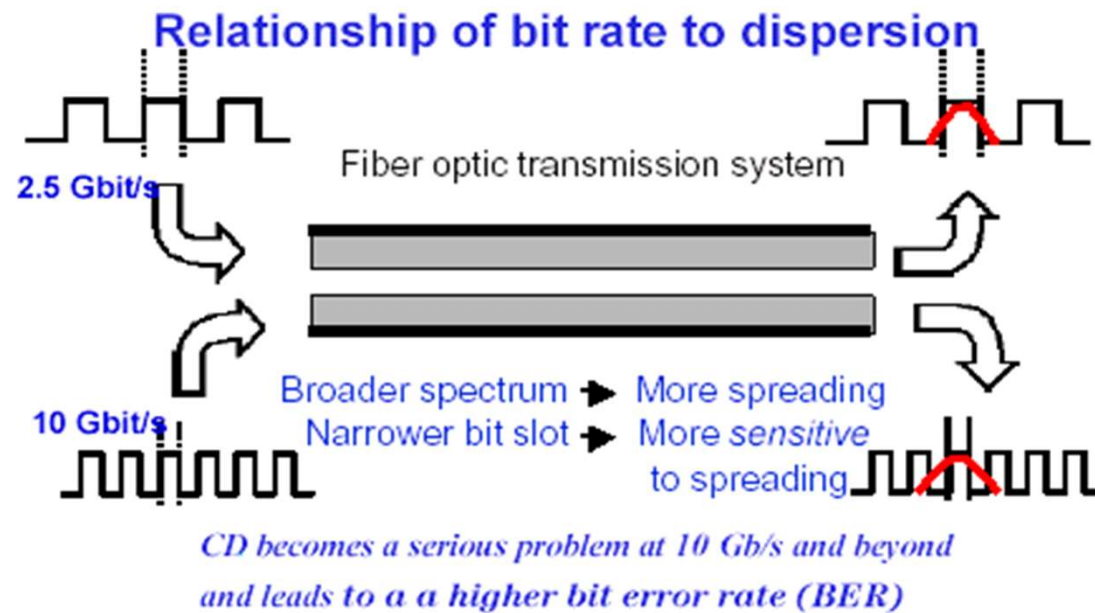 Relationship of bit rate to dispersion
Fiber optic transmission system
2.5 Gbit/s
10 Gbit/s
Broader spectrum → More spreading
Narrower bit slot → More sensitive
to spreading
CD becomes a serious problem at 10 Gb/s and beyond
and leads to a a higher bit error rate (BER)